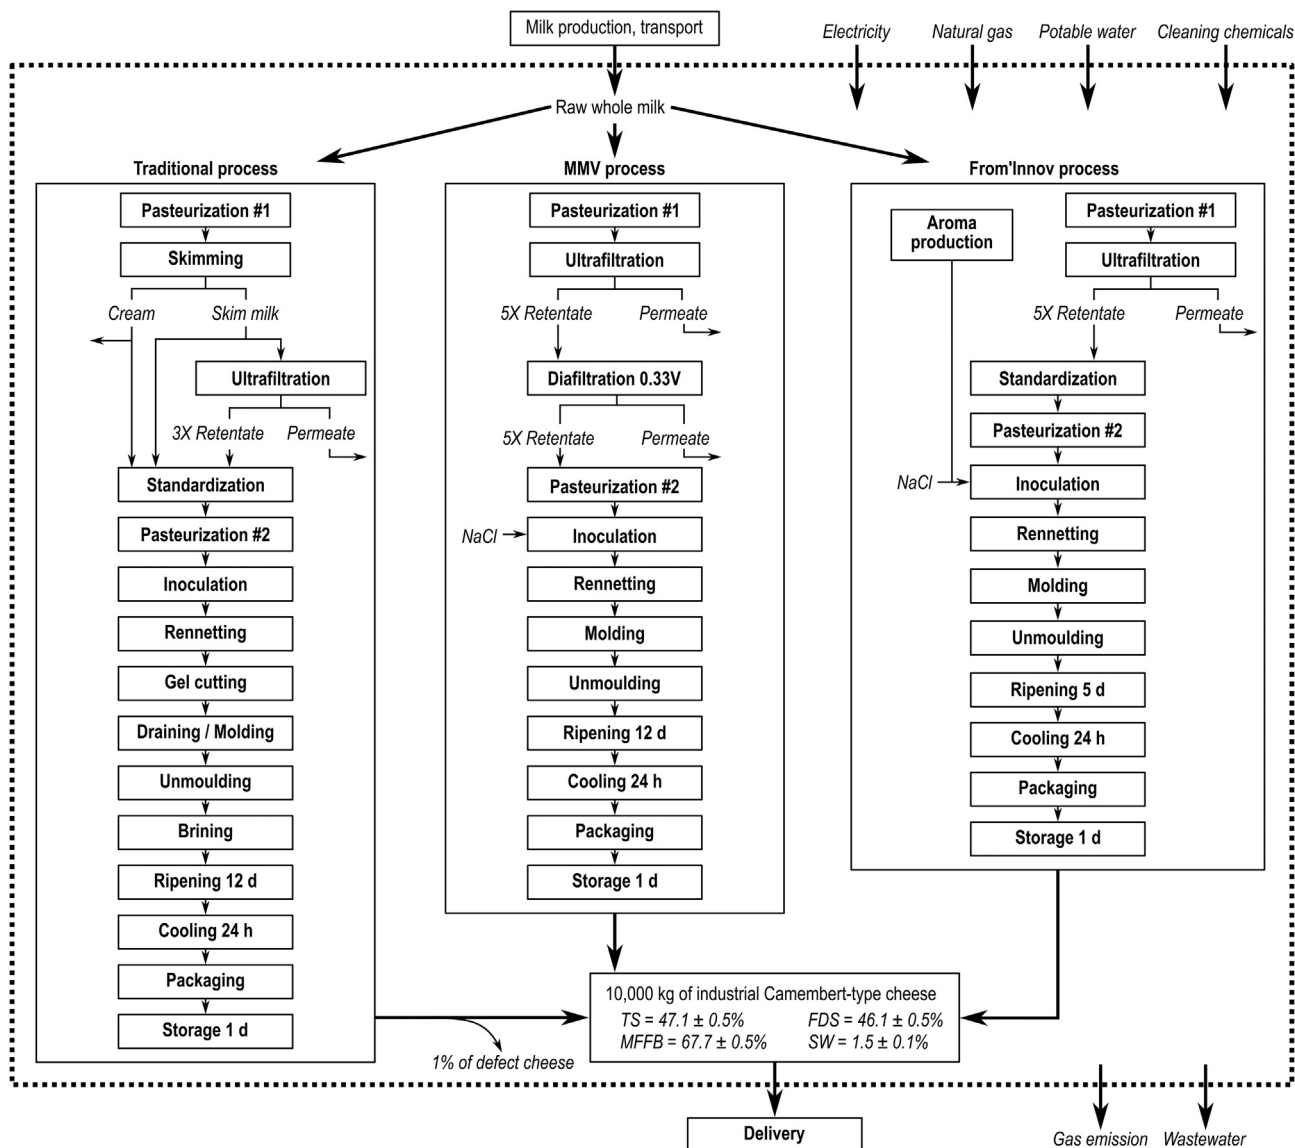 Milk production, transport
Electricity
Natural gas
Potable water
Cleaning chemicals
Raw whole milk
Traditional process
Pasteurization #1
Skimming
Cream
Skim milk
Ultrafiltration
3X Retentate
Permeate
Standardization
Pasteurization #2
Inoculation
Rennetting
Gel cutting
Draining / Molding
Unmoulding
Brining
Ripening 12 d
Cooling 24 h
Packaging
Storage 1 d
MMV process
Pasteurization #1
Ultrafiltration
5X Retentate
Permeate
Diafiltration 0.33V
5X Retentate
Permeate
Pasteurization #2
NaCl
Inoculation
Rennetting
Molding
Unmoulding
Ripening 12 d
Cooling 24 h
Packaging
Storage 1 d
From'Innov process
Aroma
production
Pasteurization #1
Ultrafiltration
5X Retentate
Permeate
Standardization
Pasteurization #2
NaCl
Inoculation
Rennetting
Molding
Unmoulding
Ripening 5 d
Cooling 24 h
Packaging
Storage 1 d
1% of defect cheese
10,000 kg of industrial Camembert-type cheese
TS = 47.1 ± 0.5%
FDS = 46.1 ± 0.5%
MFFB = 67.7 ± 0.5%
SW = 1.5 ± 0.1%
Delivery
Gas emission
Wastewater